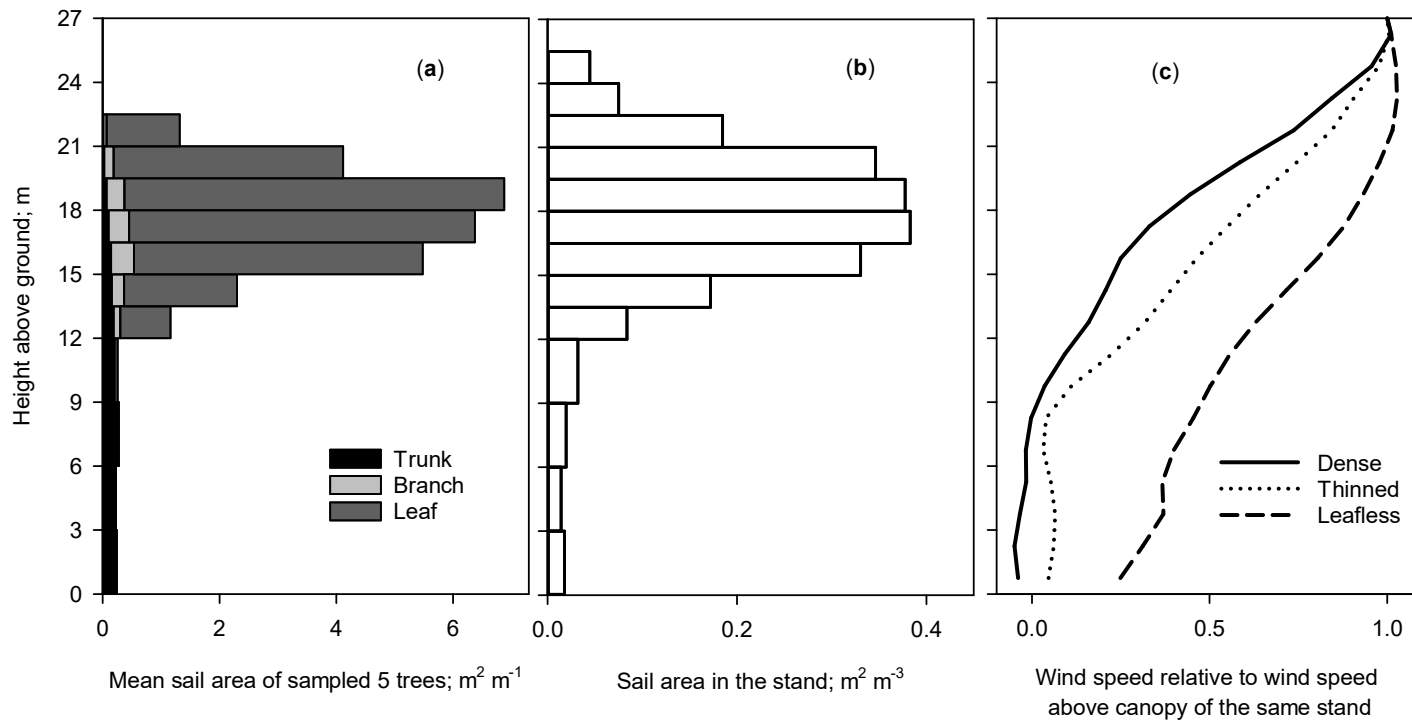 27
24
21
18
15
12
9
6
3
0
Height above ground; m
(a)
Trunk
Branch
Leaf
0 2 4 6
Mean sail area of sampled 5 trees; m² m⁻¹
(b)
0.0 0.2 0.4
Sail area in the stand; m² m⁻³
(c)
Dense
Thinned
Leafless
0.0 0.5 1.0
Wind speed relative to wind speed
above canopy of the same stand